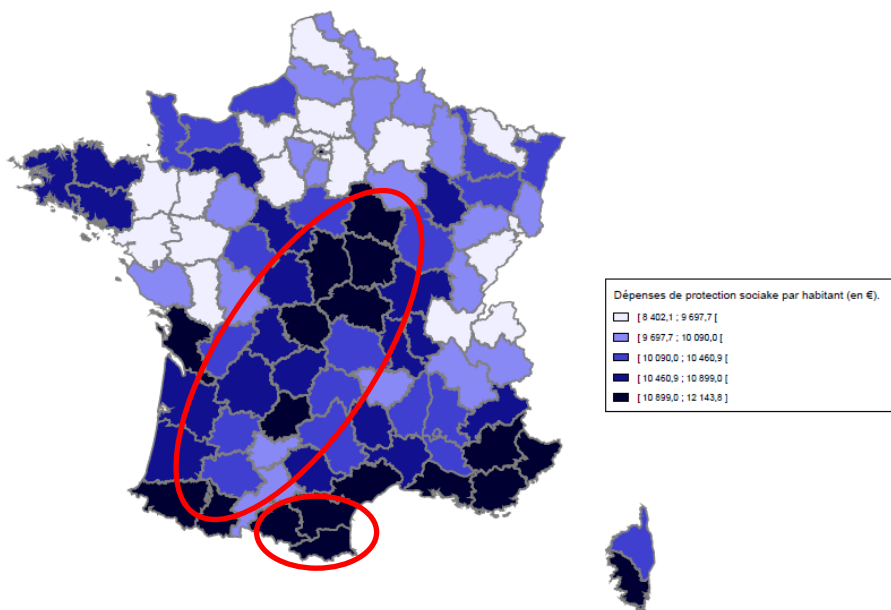 Dépenses de protection sociake par habitant (en €).
[ 8 402,1 ; 9 697,7 [
[ 9 697,7 ; 10 090,0 [
[ 10 090,0 ; 10 460,9 [
[ 10 460,9 ; 10 899,0 [
[ 10 899,0 ; 12 143,8 ]